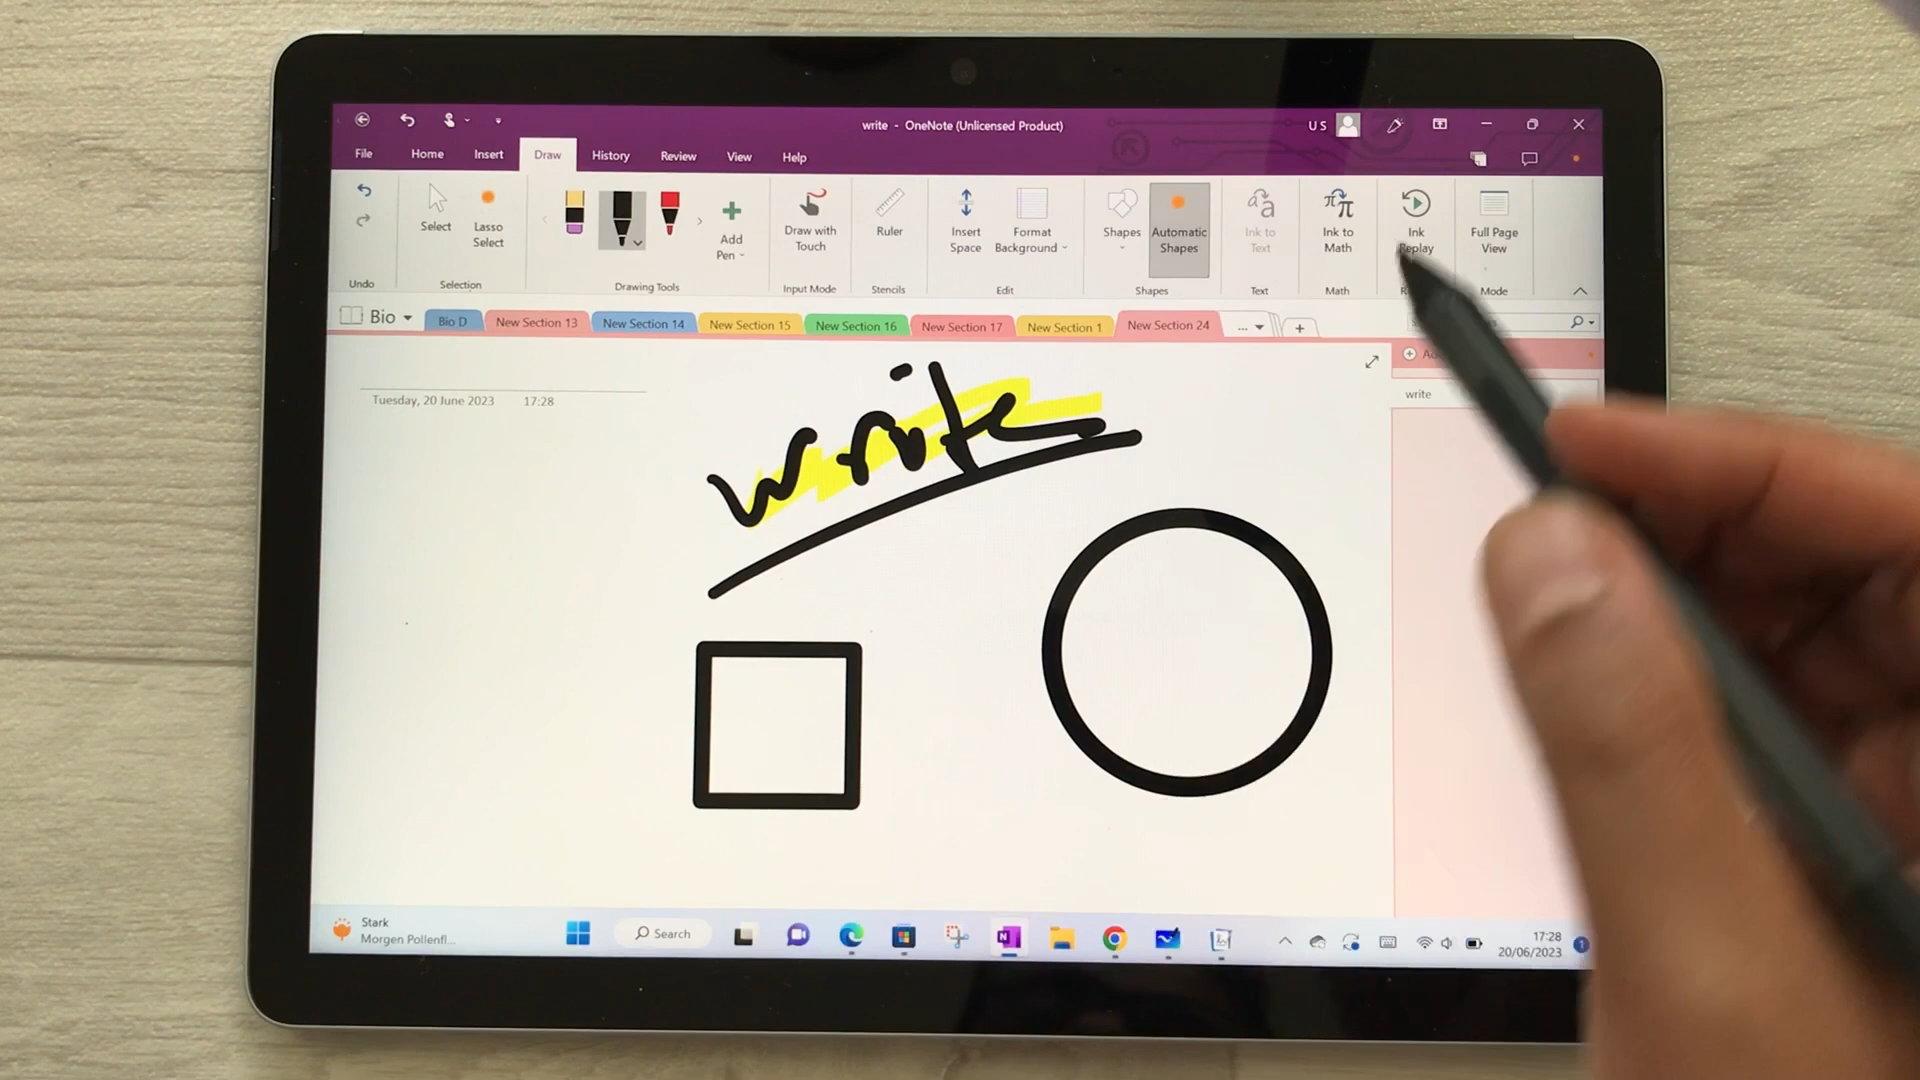 write - OneNote (Unlicensed Product)
U S
File Home Insert Draw History Review View Help
Select
Lasso Select
Add Pen
Draw with Touch
Ruler
Insert Space
Format Background
Shapes
Automatic Shapes
Ink to Text
Ink to Math
Ink Replay
Full Page View
Undo Selection Drawing Tools Input Mode Stencils Edit Shapes Text Math Mode
Bio Bio D New Section 13 New Section 14 New Section 15 New Section 16 New Section 17 New Section 1 New Section 24 ...
write
Tuesday, 20 June 2023 17:28
write
Stark
Morgen Pollenfl...
Search
17:28
20/06/2023
1